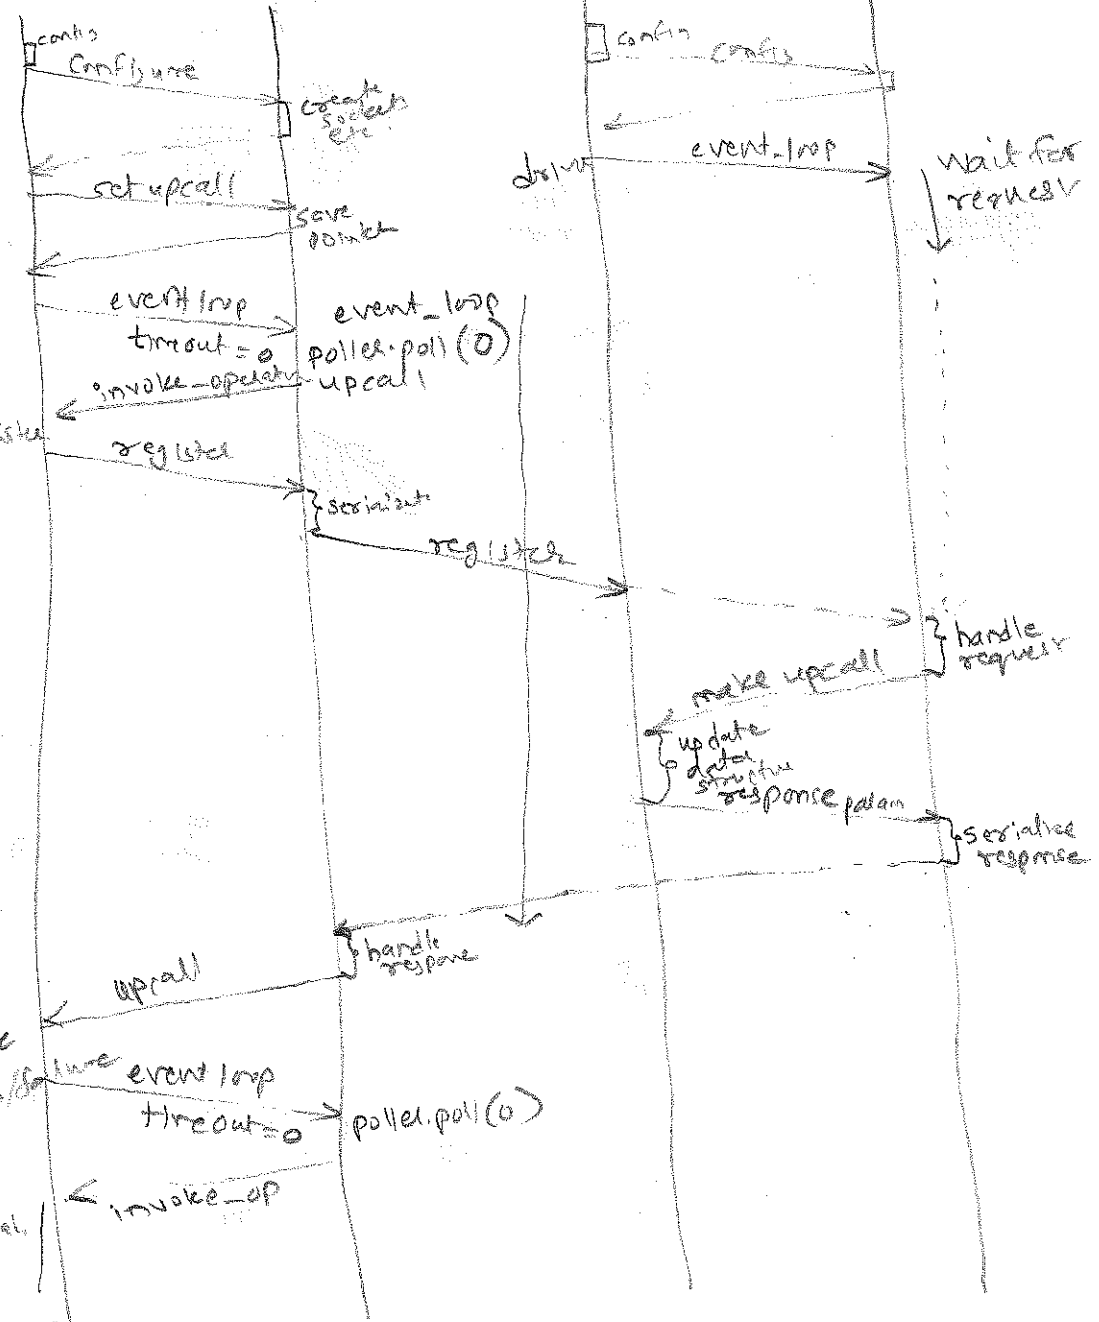 config
configure
create
sockets
etc.
set upcall
save
pointer
event loop
timeout = 0
event_loop
poller.poll(0)
invoke_operation
upcall
register
serialize
register
upcall
handle
response
event loop
timeout = 0
poller.poll(0)
invoke_op
config
config
driver
event_loop
wait for
request
handle
request
make upcall
update
data
structure
response param
serialize
response